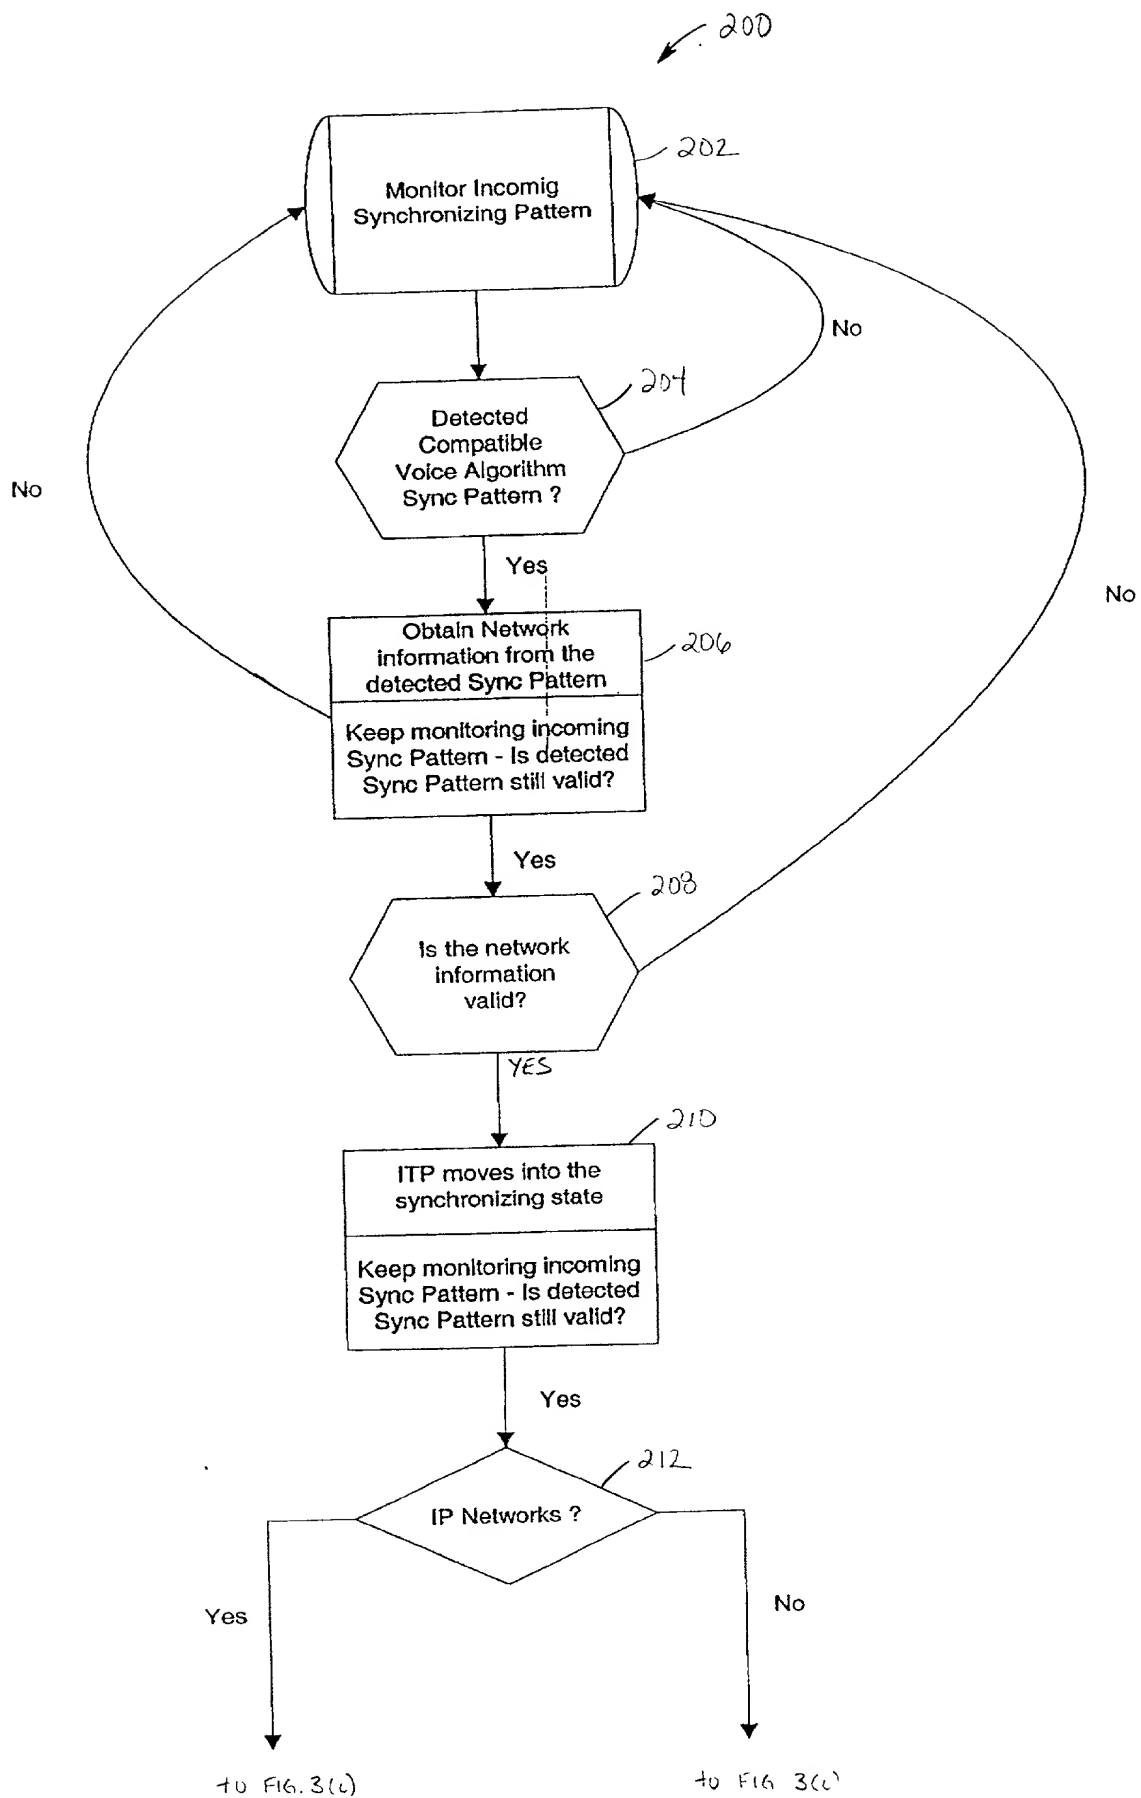 200
202
Monitor Incomig
Synchronizing Pattern
No
204
Detected
Compatible
Voice Algorithm
Sync Pattern ?
No
Yes
No
206
Obtain Network
information from the
detected Sync Pattern
Keep monitoring incoming
Sync Pattern - Is detected
Sync Pattern still valid?
Yes
208
Is the network
information
valid?
YES
210
ITP moves into the
synchronizing state
Keep monitoring incoming
Sync Pattern - Is detected
Sync Pattern still valid?
Yes
212
IP Networks ?
Yes
No
to FIG. 3(c)
to FIG 3(c)